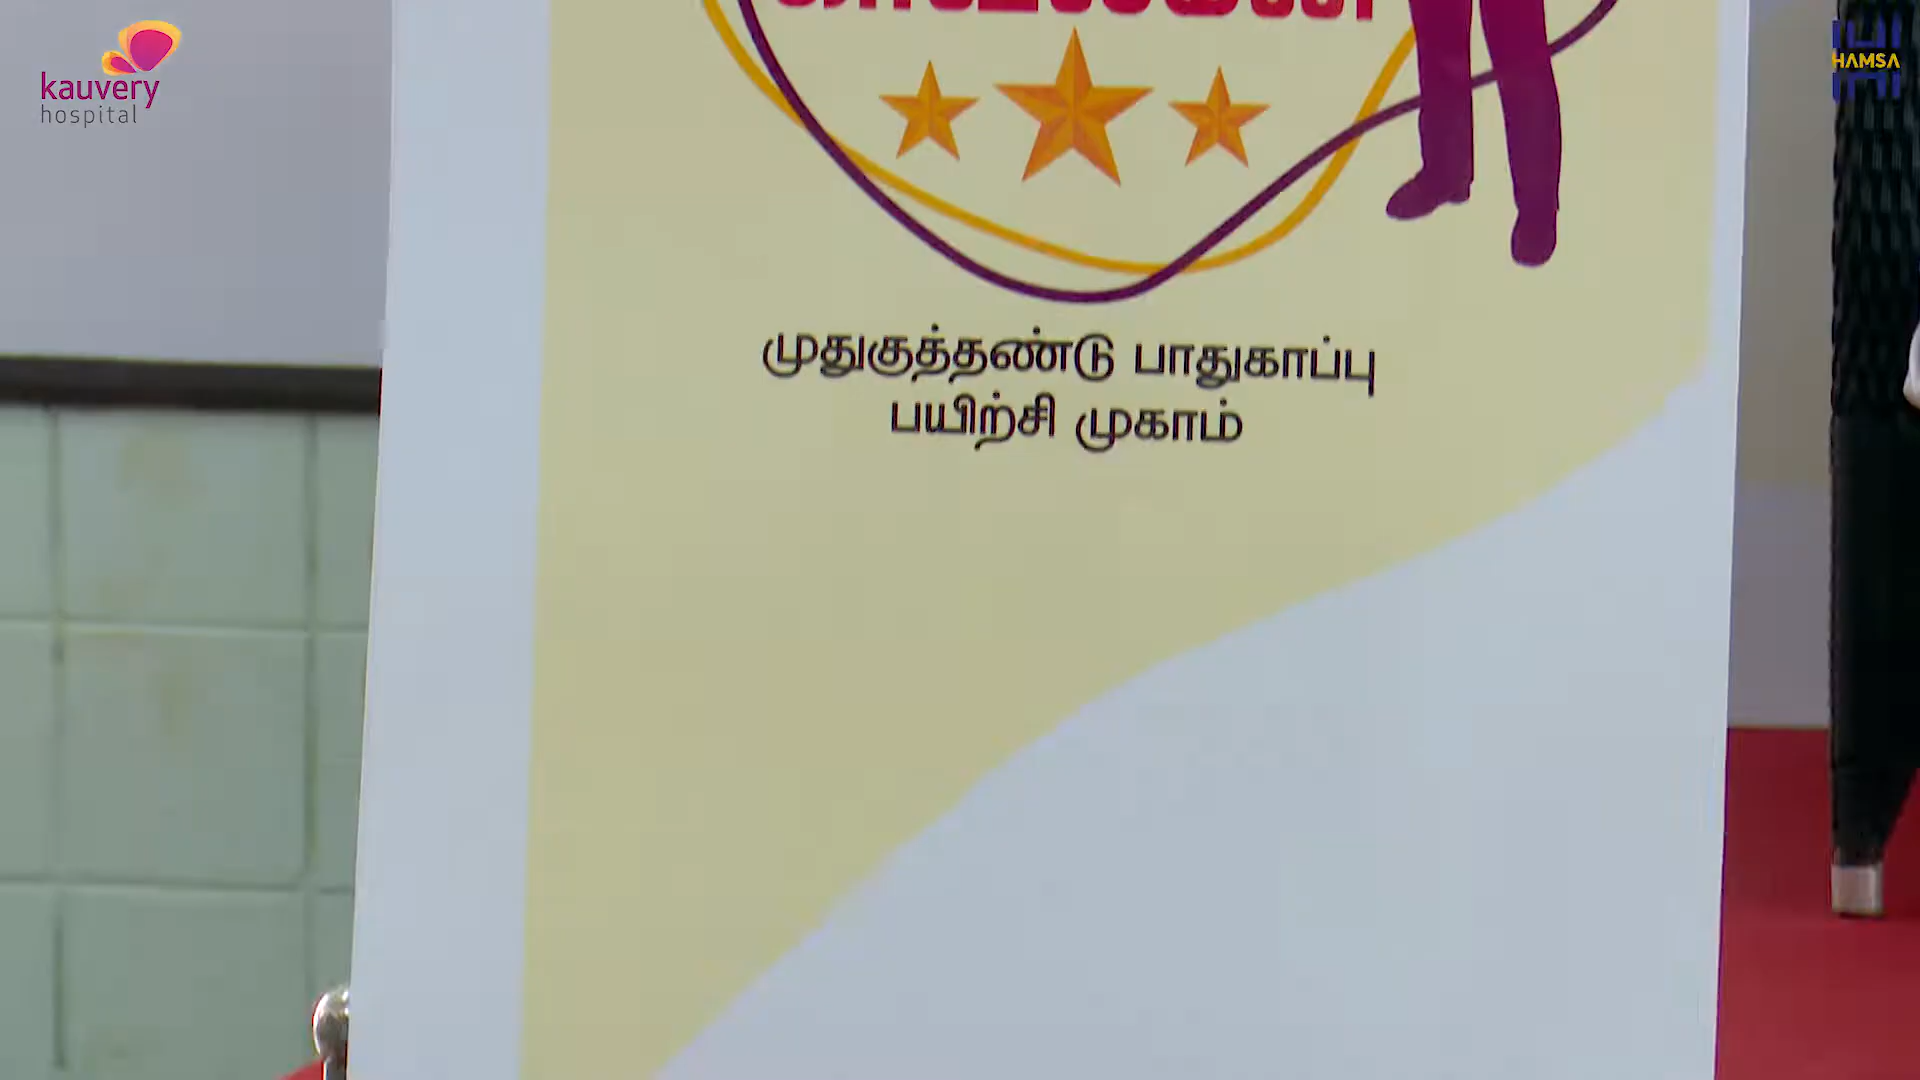 kauvery
hospital
HAMSA
முதுகுத்தண்டு பாதுகாப்பு
பயிற்சி முகாம்